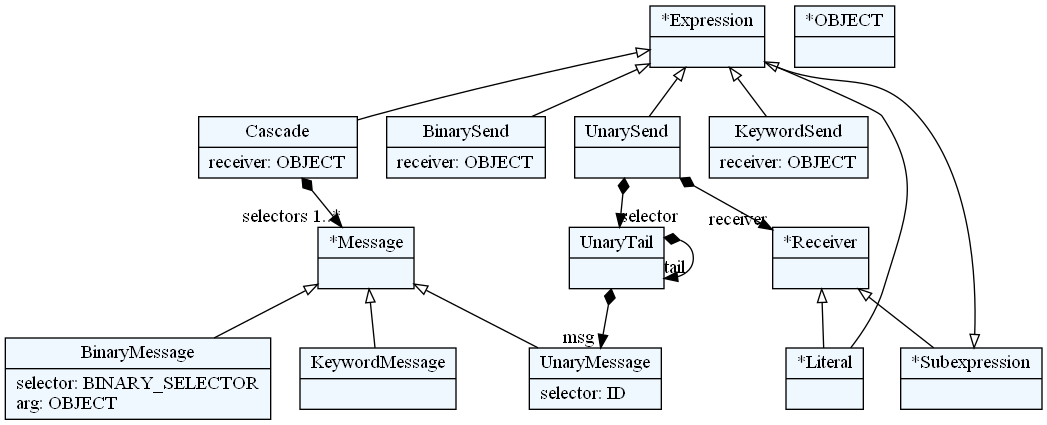 *Expression
*OBJECT
Cascade
receiver: OBJECT
BinarySend
receiver: OBJECT
UnarySend
KeywordSend
receiver: OBJECT
selectors 1..*
selector
receiver
*Message
UnaryTail
tail
*Receiver
msg
BinaryMessage
selector: BINARY_SELECTOR
arg: OBJECT
KeywordMessage
UnaryMessage
selector: ID
*Literal
*Subexpression